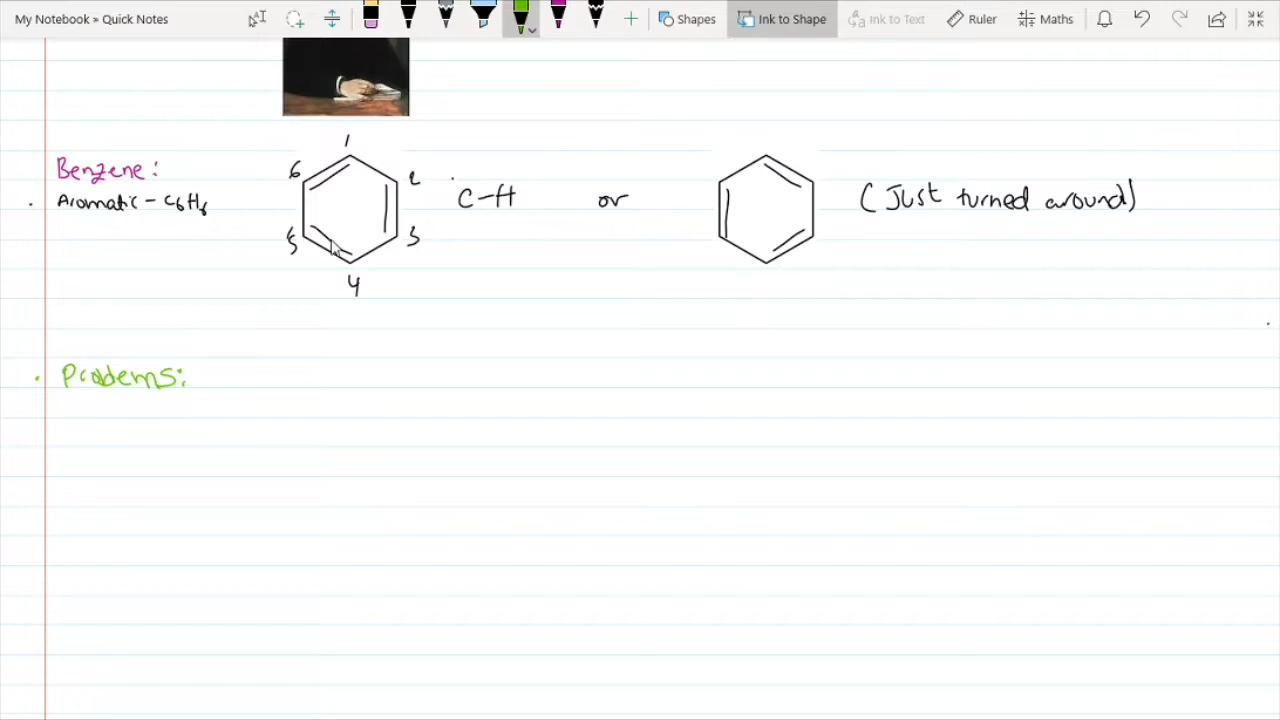 My Notebook » Quick Notes
Shapes
Ink to Shape
Ink to Text
Ruler
Maths
1
Benzene:
6
2
Aromatic - C6H6
C-H
or
(Just turned around)
5
3
4
Problems: